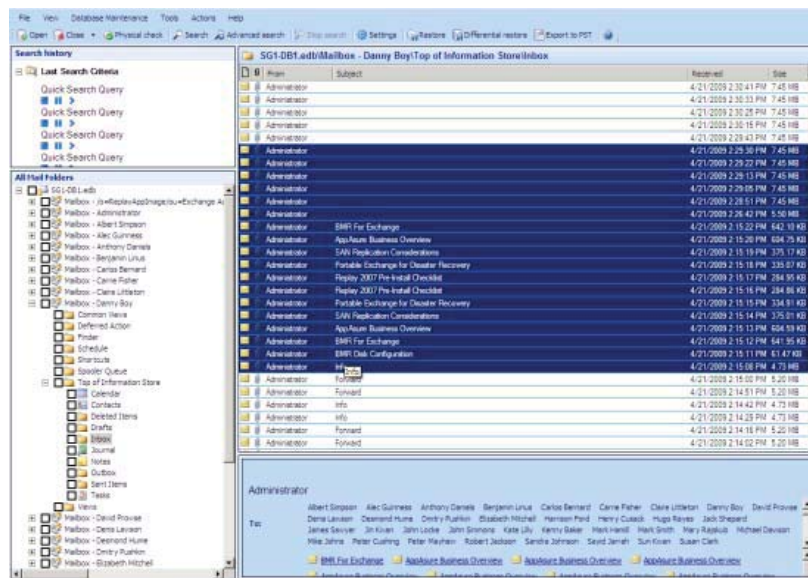 File View Database Maintenance Tools Actions Help
Open Close Physical check Search Advanced search Stop search Settings Restore Differential restore Export to PST
Search history
Last Search Criteria
Quick Search Query
Quick Search Query
Quick Search Query
Quick Search Query
All Mail Folders
SG1-DB1.edb
Mailbox - /o=ReplayAppImage/ou=Exchange Ad
Mailbox - Administrator
Mailbox - Albert Simpson
Mailbox - Alec Guinness
Mailbox - Anthony Daniels
Mailbox - Benjamin Linus
Mailbox - Carlos Bernard
Mailbox - Carrie Fisher
Mailbox - Claire Littleton
Mailbox - Danny Boy
Common Views
Deferred Action
Finder
Schedule
Shortcuts
Spooler Queue
Top of Information Store
Calendar
Contacts
Deleted Items
Drafts
Inbox
Journal
Notes
Outbox
Sent Items
Tasks
Views
Mailbox - David Prowse
Mailbox - Denis Lawson
Mailbox - Desmond Hume
Mailbox - Dmitry Pushkin
Mailbox - Elizabeth Mitchell
SG1-DB1.edb\Mailbox - Danny Boy\Top of Information Store\Inbox
From Subject Received Size
Administrator 4/21/2009 2:30:41 PM 7.45 MB
Administrator 4/21/2009 2:30:33 PM 7.45 MB
Administrator 4/21/2009 2:30:25 PM 7.45 MB
Administrator 4/21/2009 2:30:15 PM 7.45 MB
Administrator 4/21/2009 2:29:43 PM 7.45 MB
Administrator 4/21/2009 2:29:30 PM 7.45 MB
Administrator 4/21/2009 2:29:22 PM 7.45 MB
Administrator 4/21/2009 2:29:13 PM 7.45 MB
Administrator 4/21/2009 2:29:05 PM 7.45 MB
Administrator 4/21/2009 2:28:51 PM 7.45 MB
Administrator 4/21/2009 2:26:42 PM 5.50 MB
Administrator BMR For Exchange 4/21/2009 2:15:22 PM 642.10 KB
Administrator AppAssure Business Overview 4/21/2009 2:15:20 PM 604.75 KB
Administrator SAN Replication Considerations 4/21/2009 2:15:19 PM 375.17 KB
Administrator Portable Exchange for Disaster Recovery 4/21/2009 2:15:18 PM 335.07 KB
Administrator Replay 2007 Pre-Install Checklist 4/21/2009 2:15:17 PM 284.95 KB
Administrator Replay 2007 Pre-Install Checklist 4/21/2009 2:15:16 PM 284.86 KB
Administrator Portable Exchange for Disaster Recovery 4/21/2009 2:15:15 PM 334.91 KB
Administrator SAN Replication Considerations 4/21/2009 2:15:14 PM 375.01 KB
Administrator AppAssure Business Overview 4/21/2009 2:15:13 PM 604.59 KB
Administrator BMR For Exchange 4/21/2009 2:15:12 PM 641.95 KB
Administrator BMR Disk Configuration 4/21/2009 2:15:11 PM 61.47 KB
Administrator Info 4/21/2009 2:15:08 PM 4.73 MB
Administrator Forward 4/21/2009 2:15:00 PM 5.20 MB
Administrator Forward 4/21/2009 2:14:51 PM 5.20 MB
Administrator Info 4/21/2009 2:14:42 PM 4.73 MB
Administrator Info 4/21/2009 2:14:29 PM 4.73 MB
Administrator Forward 4/21/2009 2:14:16 PM 5.20 MB
Administrator Forward 4/21/2009 2:14:02 PM 5.20 MB
Administrator
To:
Albert Simpson Alec Guinness Anthony Daniels Benjamin Linus Carlos Bernard Carrie Fisher Claire Littleton Danny Boy David Prowse
Denis Lawson Desmond Hume Dmitry Pushkin Elizabeth Mitchell Harrison Ford Henry Cusick Hugo Reyes Jack Shepard
James Sawyer Jin Kwan John Locke John Simmons Kate Lilly Kenny Baker Mark Hamill Mark Smith Mary Rajskub Michael Dawson
Mike Johns Peter Cushing Peter Mayhew Robert Jackson Sandra Johnson Sayid Jarrah Sun Kwan Susan Clark
BMR For Exchange AppAssure Business Overview AppAssure Business Overview AppAssure Business Overview